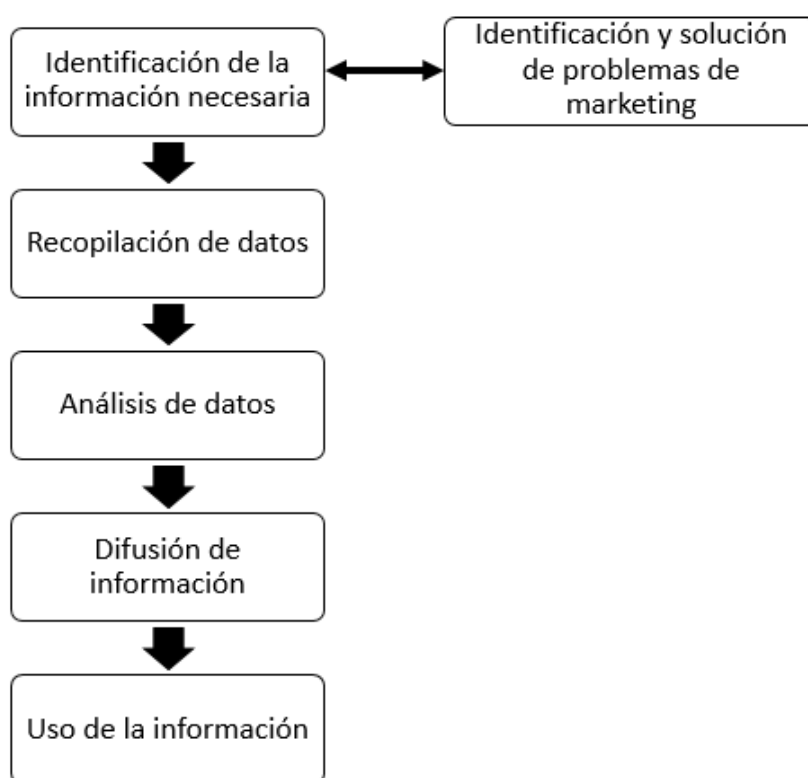 Identificación de la
información necesaria
Identificación y solución
de problemas de
marketing
Recopilación de datos
Análisis de datos
Difusión de
información
Uso de la información